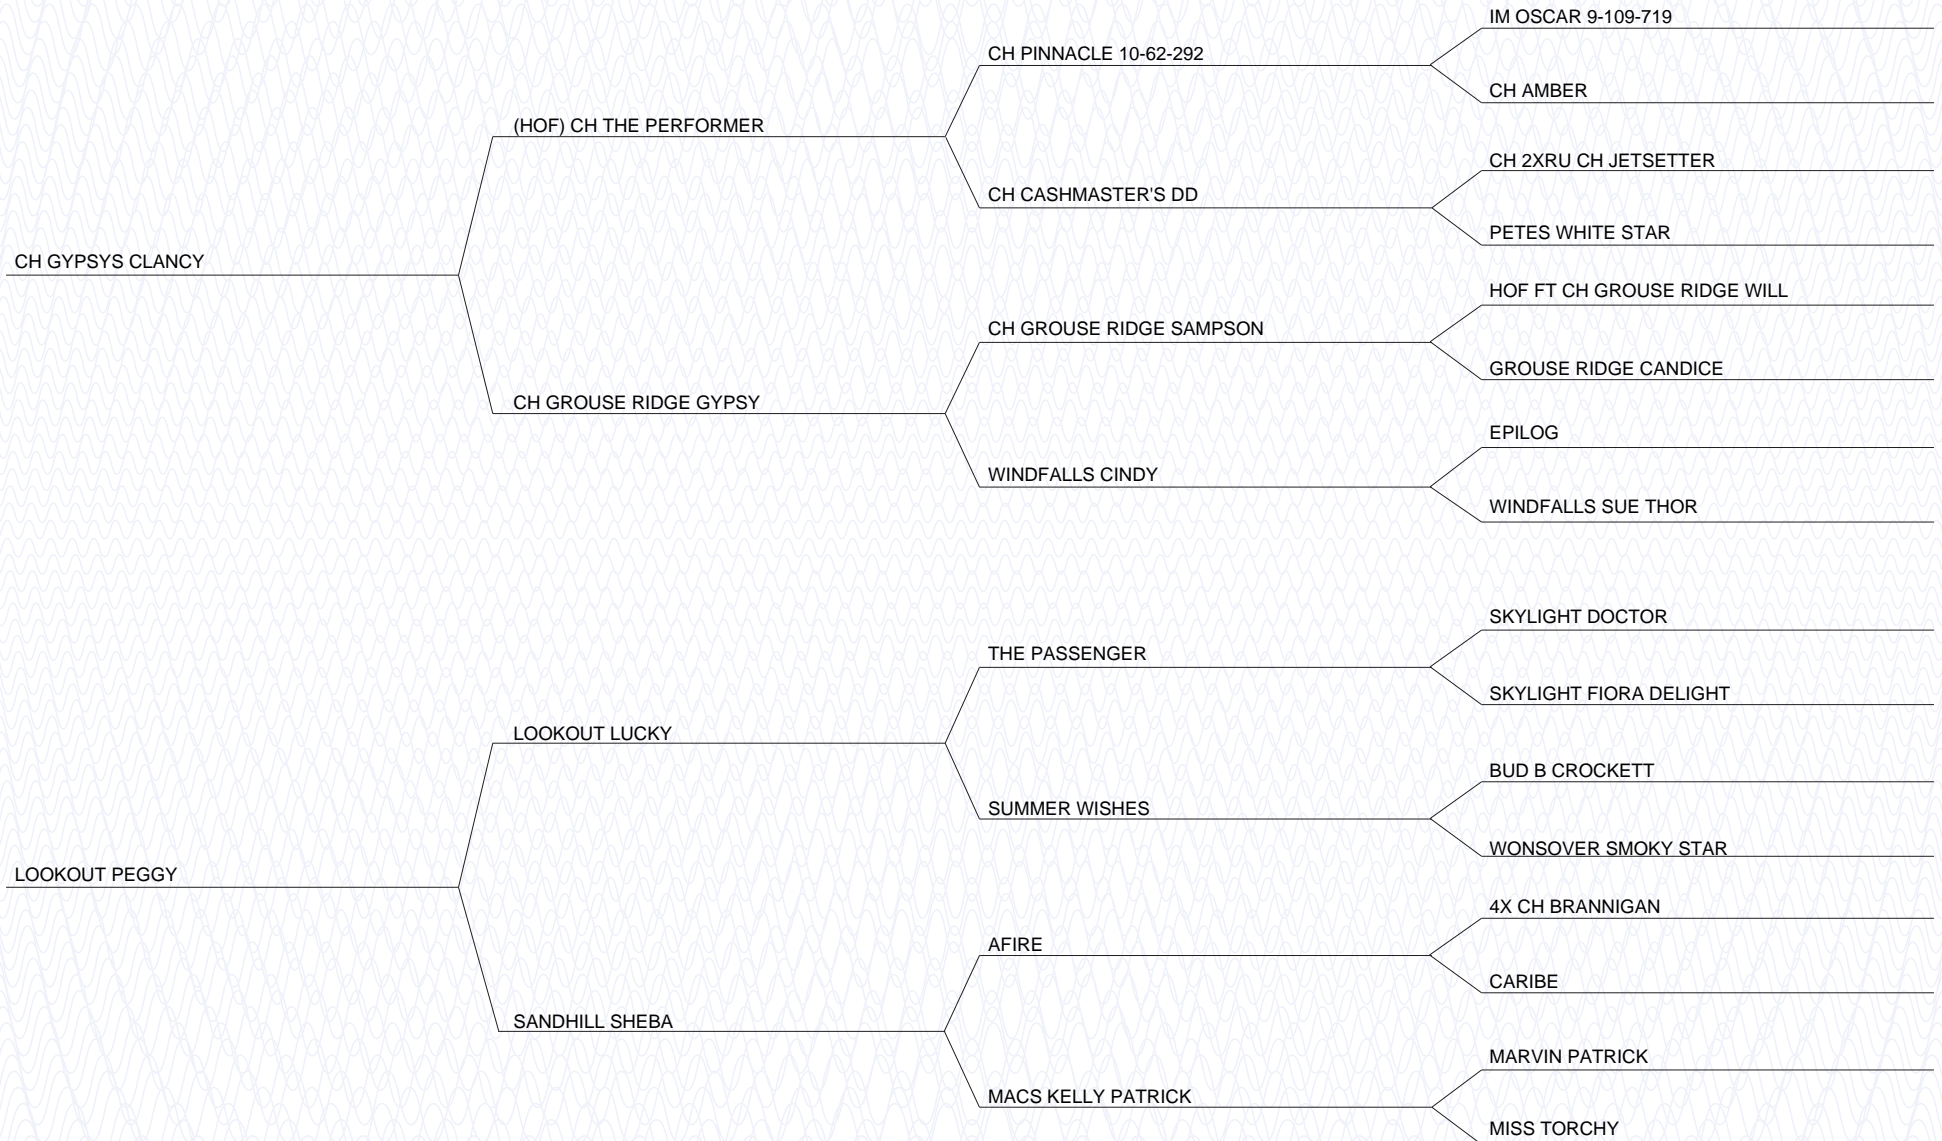 IM OSCAR 9-109-719
CH PINNACLE 10-62-292
CH AMBER
(HOF) CH THE PERFORMER
CH 2XRU CH JETSETTER
CH CASHMASTER'S DD
PETES WHITE STAR
CH GYPSYS CLANCY
HOF FT CH GROUSE RIDGE WILL
CH GROUSE RIDGE SAMPSON
GROUSE RIDGE CANDICE
CH GROUSE RIDGE GYPSY
EPILOG
WINDFALLS CINDY
WINDFALLS SUE THOR
SKYLIGHT DOCTOR
THE PASSENGER
SKYLIGHT FIORA DELIGHT
LOOKOUT LUCKY
BUD B CROCKETT
SUMMER WISHES
WONSOVER SMOKY STAR
LOOKOUT PEGGY
4X CH BRANNIGAN
AFIRE
CARIBE
SANDHILL SHEBA
MARVIN PATRICK
MACS KELLY PATRICK
MISS TORCHY